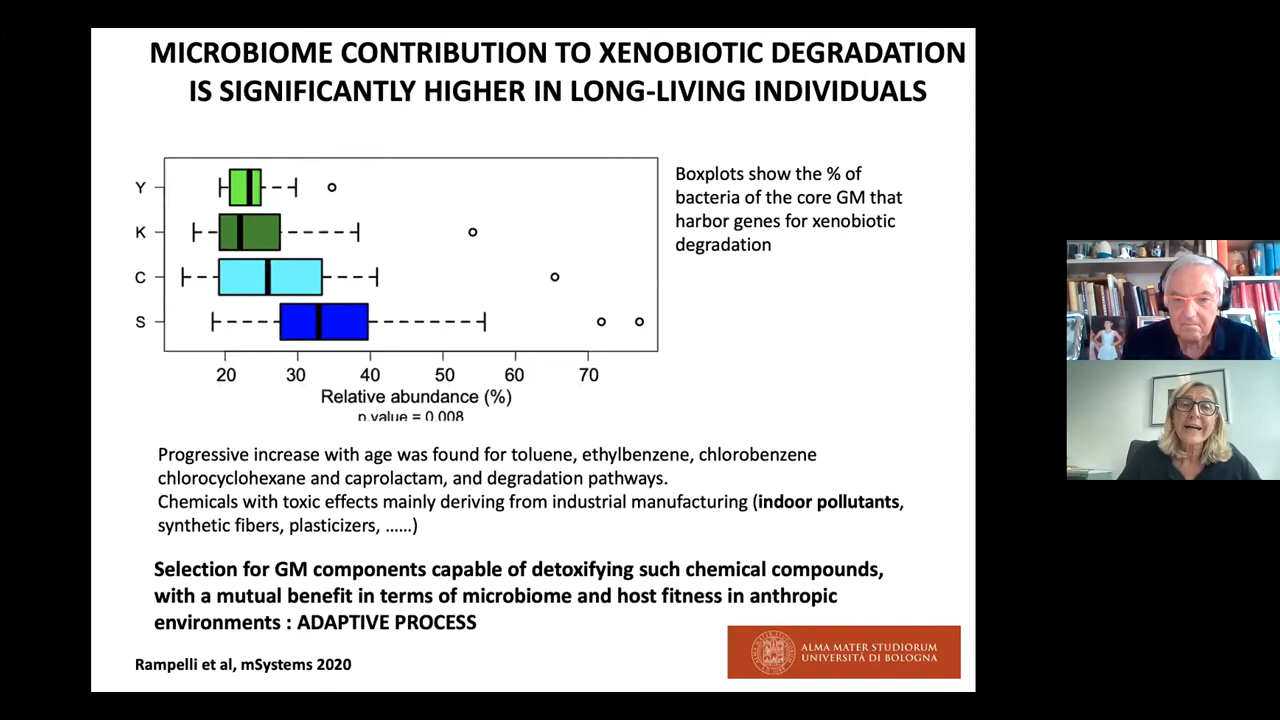 MICROBIOME CONTRIBUTION TO XENOBIOTIC DEGRADATION
IS SIGNIFICANTLY HIGHER IN LONG-LIVING INDIVIDUALS
Y
K
C
S
20 30 40 50 60 70
Relative abundance (%)
p.value = 0.008
Boxplots show the % of
bacteria of the core GM that
harbor genes for xenobiotic
degradation
Progressive increase with age was found for toluene, ethylbenzene, chlorobenzene
chlorocyclohexane and caprolactam, and degradation pathways.
Chemicals with toxic effects mainly deriving from industrial manufacturing (indoor pollutants,
synthetic fibers, plasticizers, ……)
Selection for GM components capable of detoxifying such chemical compounds,
with a mutual benefit in terms of microbiome and host fitness in anthropic
environments : ADAPTIVE PROCESS
Rampelli et al, mSystems 2020
ALMA MATER STUDIORUM
UNIVERSITÀ DI BOLOGNA